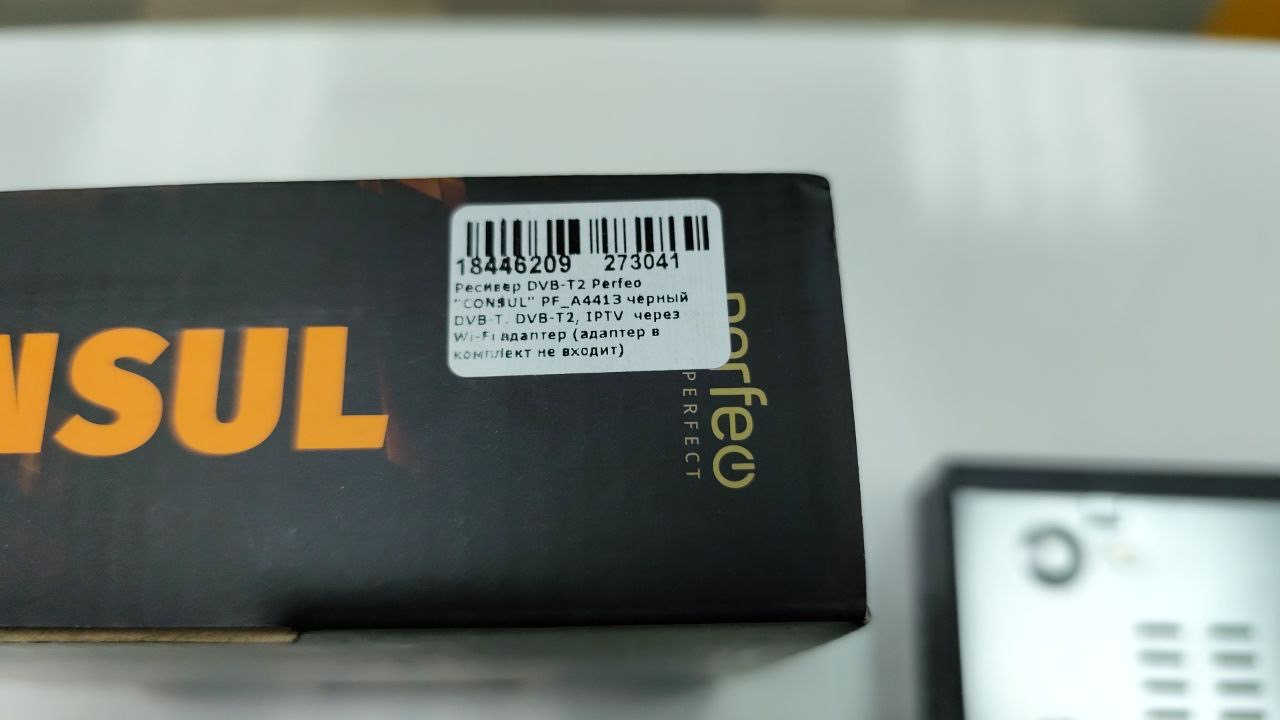 18446209 273041
Ресивер DVB-T2 Perfeo
"CONSUL" PF_A4413 черный
DVB-T, DVB-T2, IPTV через
Wi-Fi адаптер (адаптер в
комплект не входит)
NSUL
perfeo
PERFECT